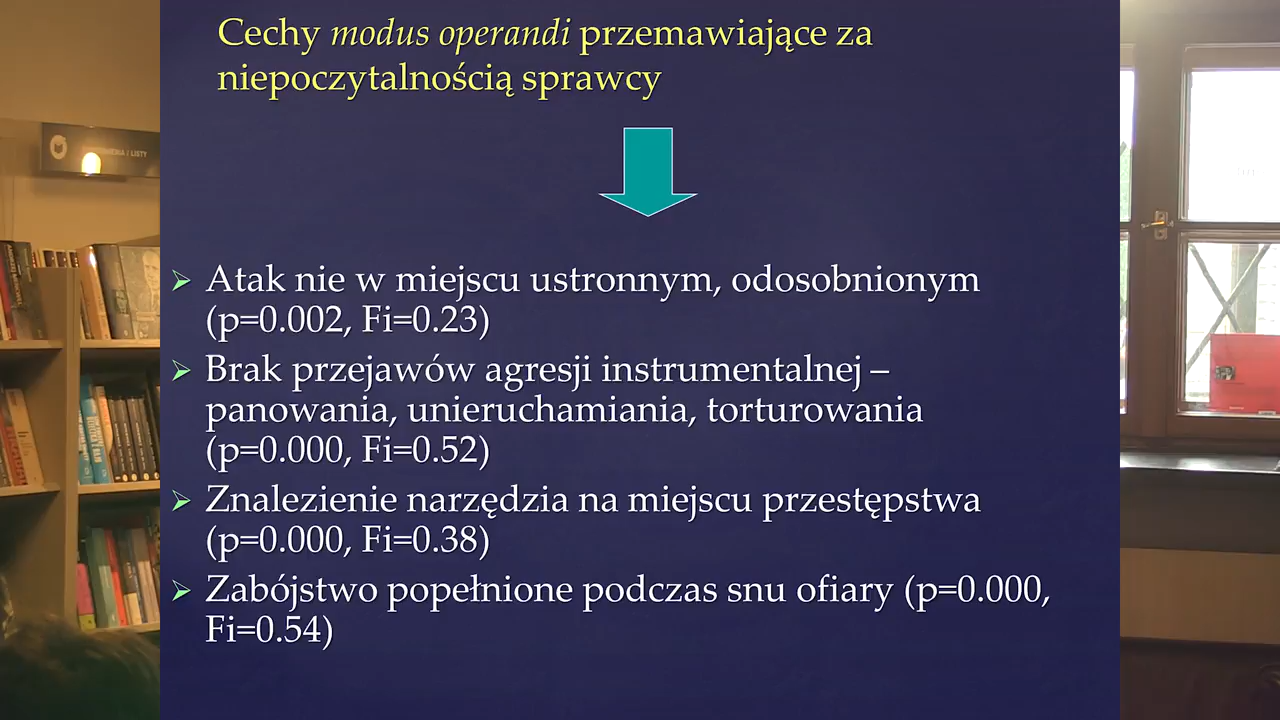 Cechy modus operandi przemawiające za
niepoczytalnością sprawcy
Atak nie w miejscu ustronnym, odosobnionym
(p=0.002, Fi=0.23)
Brak przejawów agresji instrumentalnej –
panowania, unieruchamiania, torturowania
(p=0.000, Fi=0.52)
Znalezienie narzędzia na miejscu przestępstwa
(p=0.000, Fi=0.38)
Zabójstwo popełnione podczas snu ofiary (p=0.000,
Fi=0.54)
LISTY